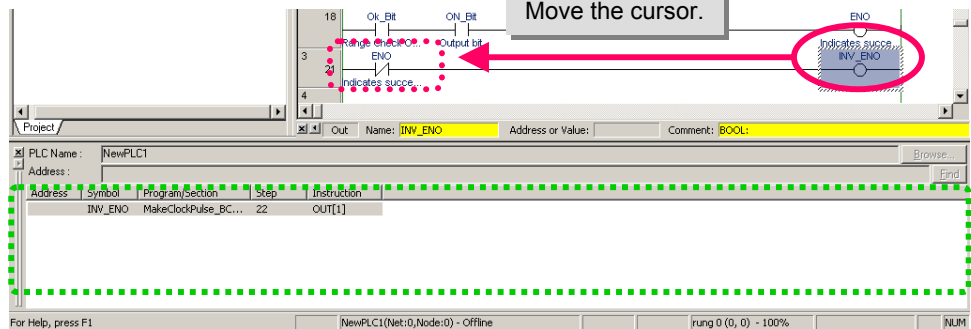 Move the cursor.
18 Ok_Bit ON_Bit ENO
Range Check O... Output bit Indicates succe...
3 ENO INV_ENO
21
Indicates succe...
4
Project
Out Name: INV_ENO Address or Value: Comment: BOOL:
PLC Name : NewPLC1 Browse...
Address : Find
Address Symbol Program/Section Step Instruction
INV_ENO MakeClockPulse_BC... 22 OUT[1]
For Help, press F1 NewPLC1(Net:0,Node:0) - Offline rung 0 (0, 0) - 100% NUM